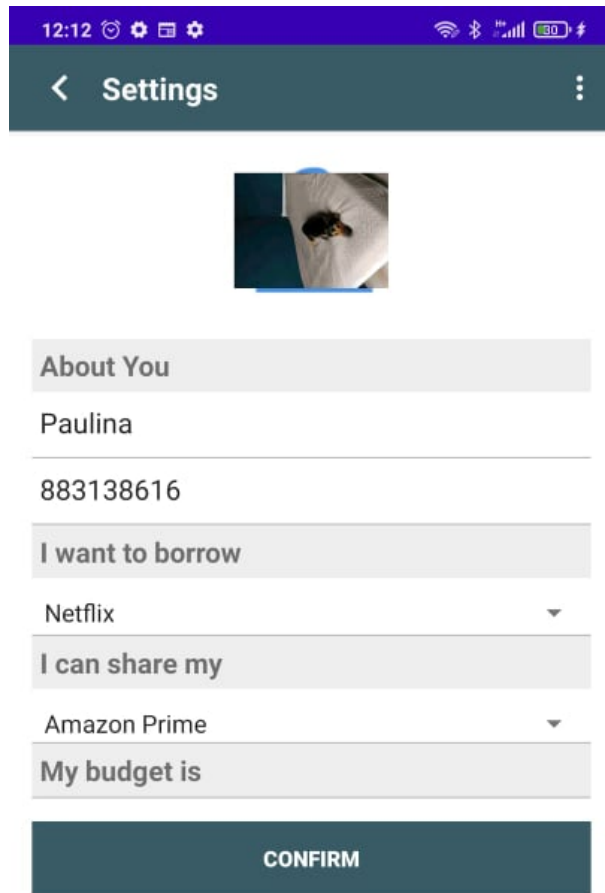 12:12 30
Settings
About You
Paulina
883138616
I want to borrow
Netflix
I can share my
Amazon Prime
My budget is
CONFIRM